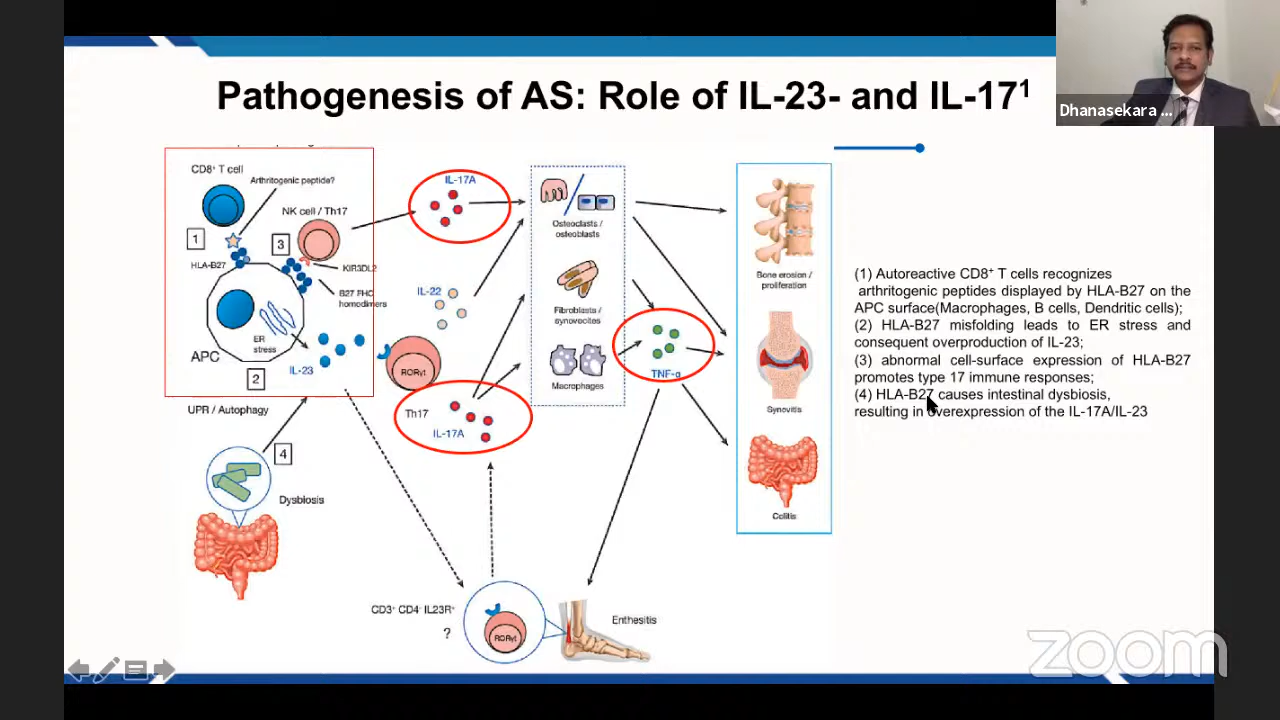 Pathogenesis of AS: Role of IL-23- and IL-17¹
Dhanasekara ...
CD8⁺ T cell
Arthritogenic peptide?
NK cell / Th17
1
3
HLA-B27
KIR3DL2
B27 FHC
homedimers
ER
stress
APC
2
IL-23
UPR / Autophagy
4
Dysbiosis
IL-17A
IL-22
RORγt
Th17
IL-17A
Osteoclasts /
osteoblasts
Fibroblasts /
synoviocytes
Macrophages
TNF-α
Bone erosion /
proliferation
Synovitis
Colitis
CD3⁺ CD4⁻ IL23R⁺
?
RORγt
Enthesitis
(1) Autoreactive CD8⁺ T cells recognizes
arthritogenic peptides displayed by HLA-B27 on the
APC surface(Macrophages, B cells, Dendritic cells);
(2) HLA-B27 misfolding leads to ER stress and
consequent overproduction of IL-23;
(3) abnormal cell-surface expression of HLA-B27
promotes type 17 immune responses;
(4) HLA-B27 causes intestinal dysbiosis,
resulting in overexpression of the IL-17A/IL-23
zoom